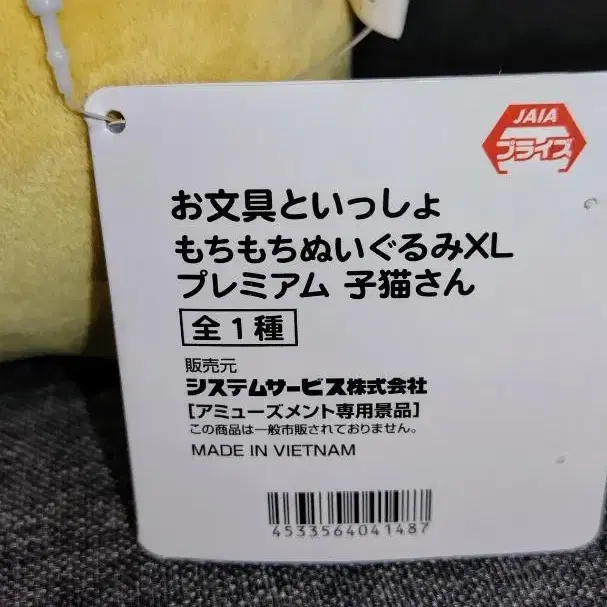 JAIA
プライズ
お文具といっしょ
もちもちぬいぐるみXL
プレミアム 子猫さん
全1種
販売元
システムサービス株式会社
[アミューズメント専用景品]
この商品は一般市販されておりません。
MADE IN VIETNAM
4533564041487